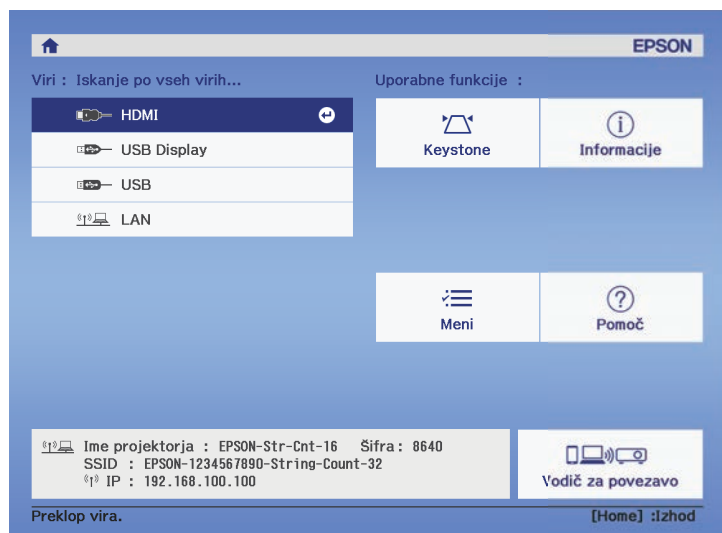 EPSON
Viri : Iskanje po vseh virih...
Uporabne funkcije :
HDMI
USB Display
USB
LAN
Keystone
Informacije
Meni
Pomoč
Ime projektorja : EPSON-Str-Cnt-16 Šifra : 8640
SSID : EPSON-1234567890-String-Count-32
IP : 192.168.100.100
Vodič za povezavo
Preklop vira.
[Home] :Izhod